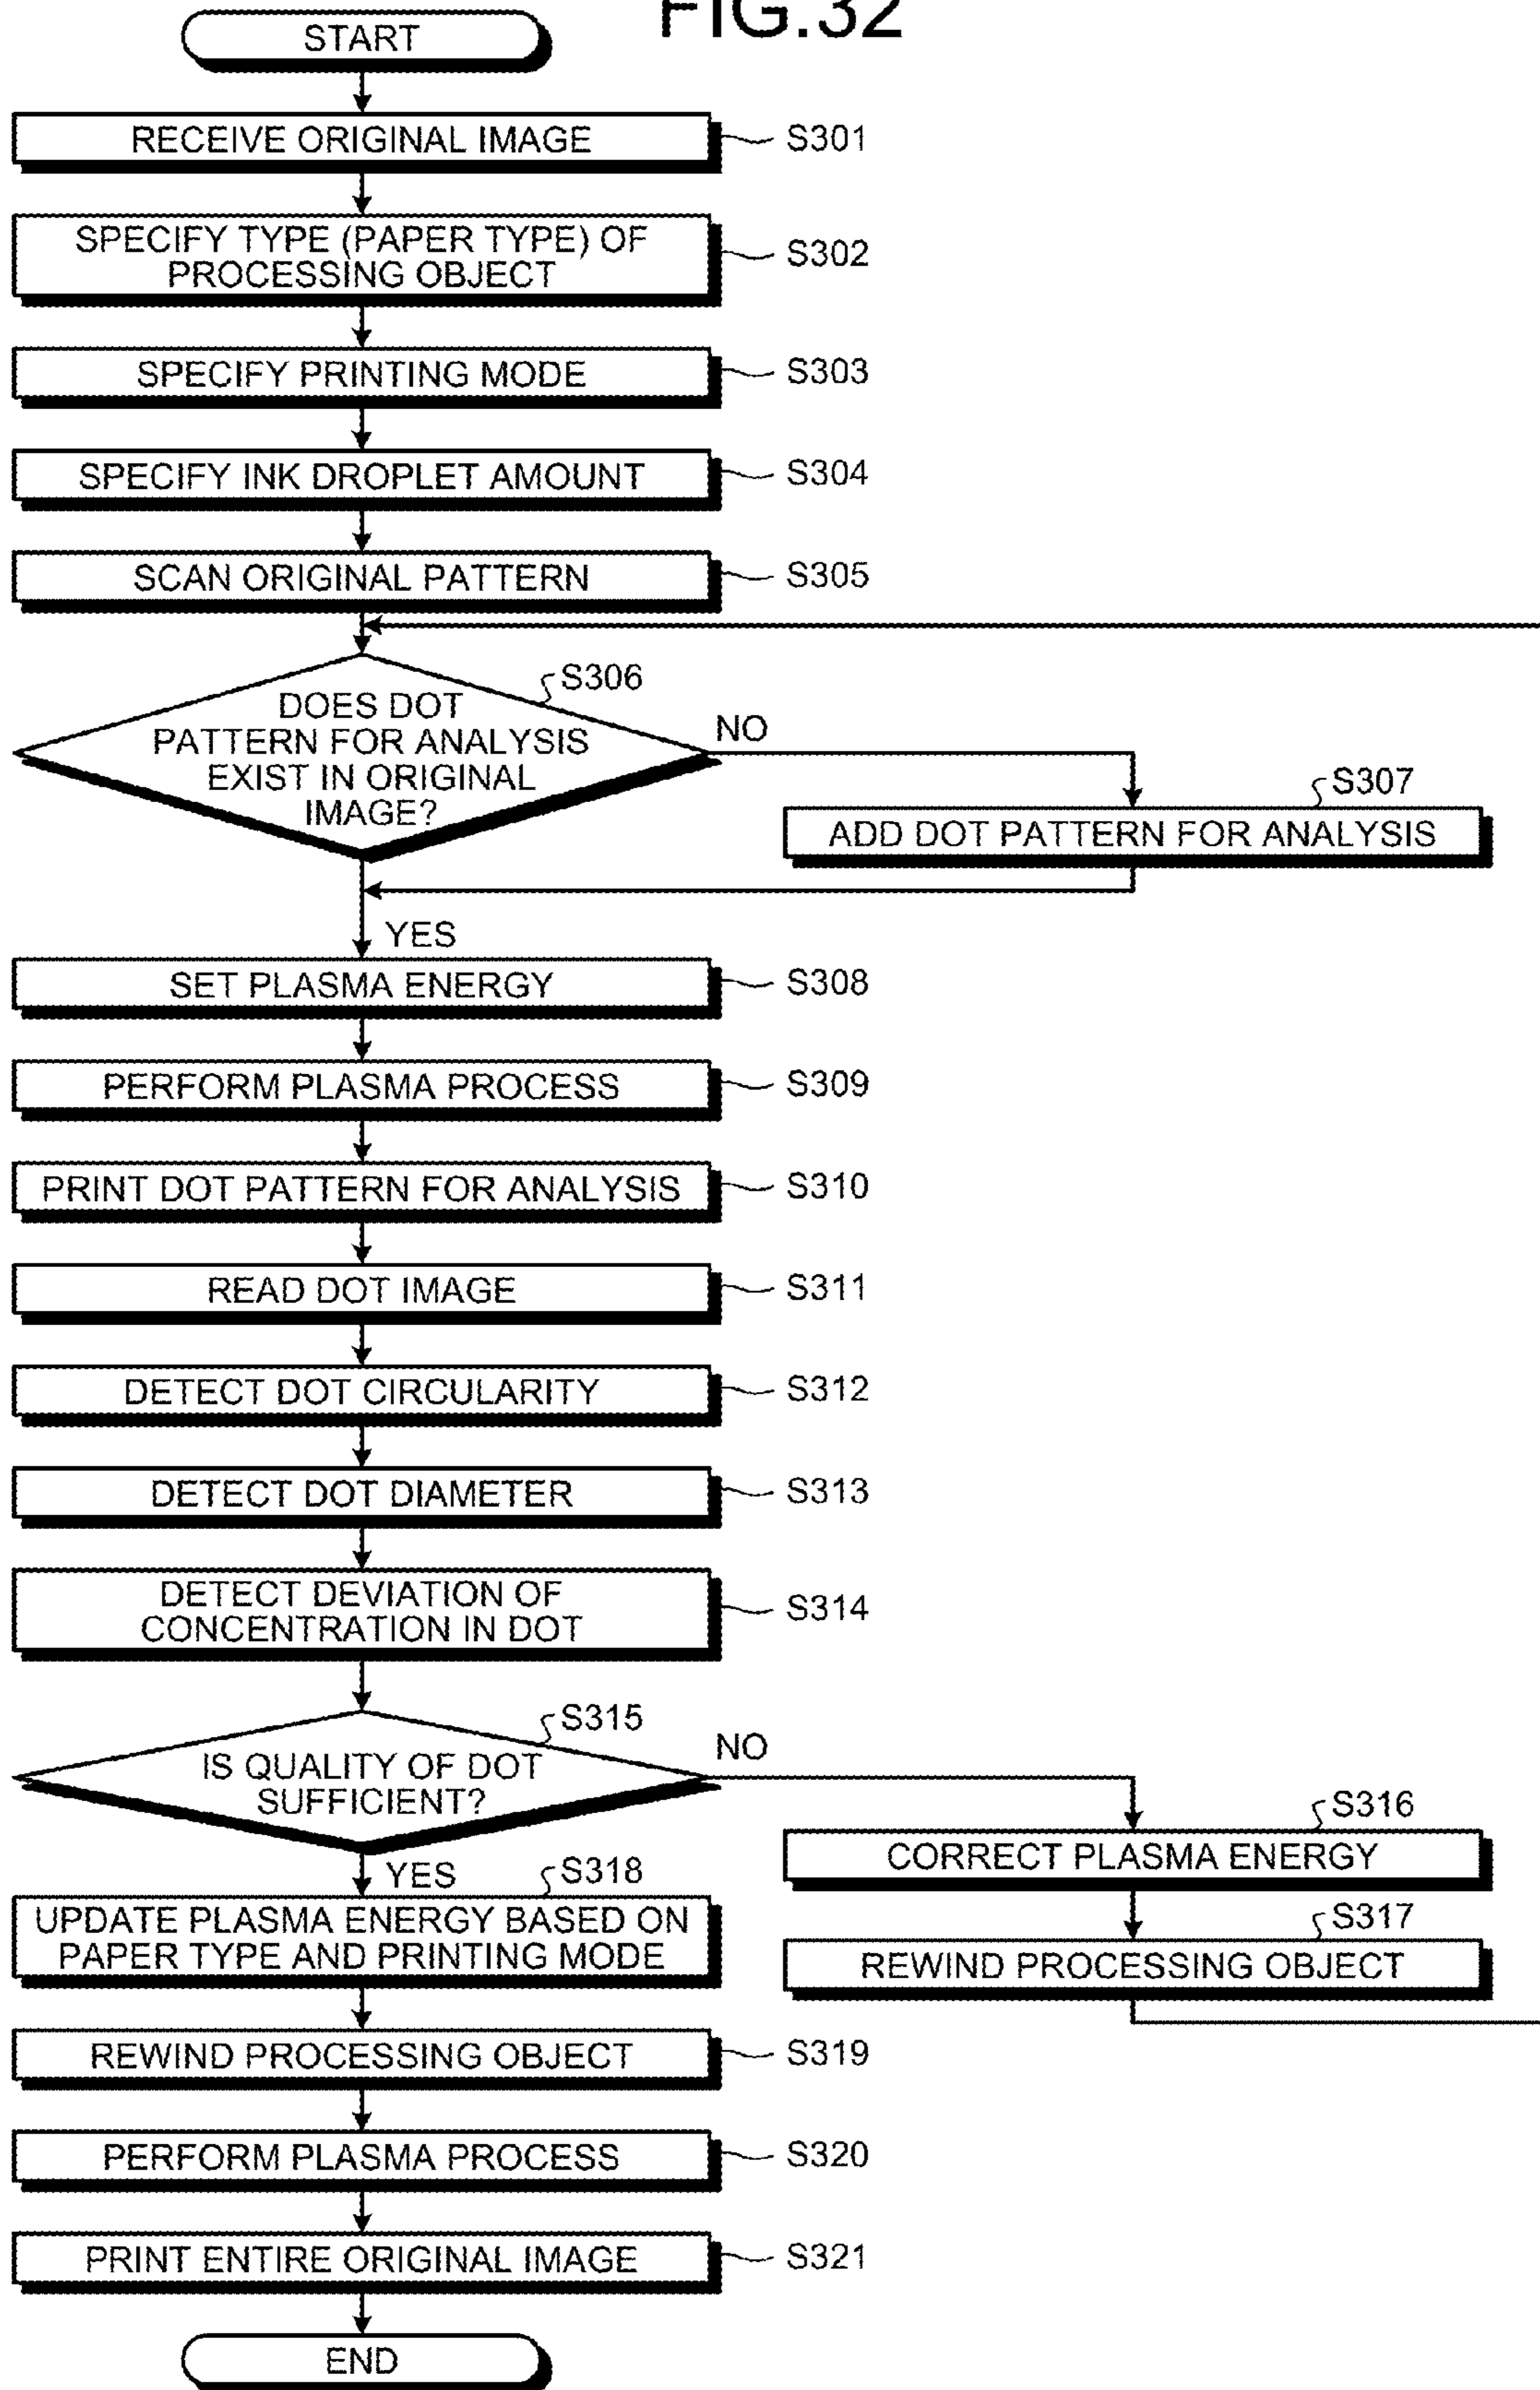 FIG.32
START
RECEIVE ORIGINAL IMAGE
S301
SPECIFY TYPE (PAPER TYPE) OF
PROCESSING OBJECT
S302
SPECIFY PRINTING MODE
S303
SPECIFY INK DROPLET AMOUNT
S304
SCAN ORIGINAL PATTERN
S305
S306
DOES DOT
PATTERN FOR ANALYSIS
EXIST IN ORIGINAL
IMAGE?
NO
S307
ADD DOT PATTERN FOR ANALYSIS
YES
SET PLASMA ENERGY
S308
PERFORM PLASMA PROCESS
S309
PRINT DOT PATTERN FOR ANALYSIS
S310
READ DOT IMAGE
S311
DETECT DOT CIRCULARITY
S312
DETECT DOT DIAMETER
S313
DETECT DEVIATION OF
CONCENTRATION IN DOT
S314
S315
IS QUALITY OF DOT
SUFFICIENT?
NO
S316
CORRECT PLASMA ENERGY
S317
REWIND PROCESSING OBJECT
YES
S318
UPDATE PLASMA ENERGY BASED ON
PAPER TYPE AND PRINTING MODE
REWIND PROCESSING OBJECT
S319
PERFORM PLASMA PROCESS
S320
PRINT ENTIRE ORIGINAL IMAGE
S321
END